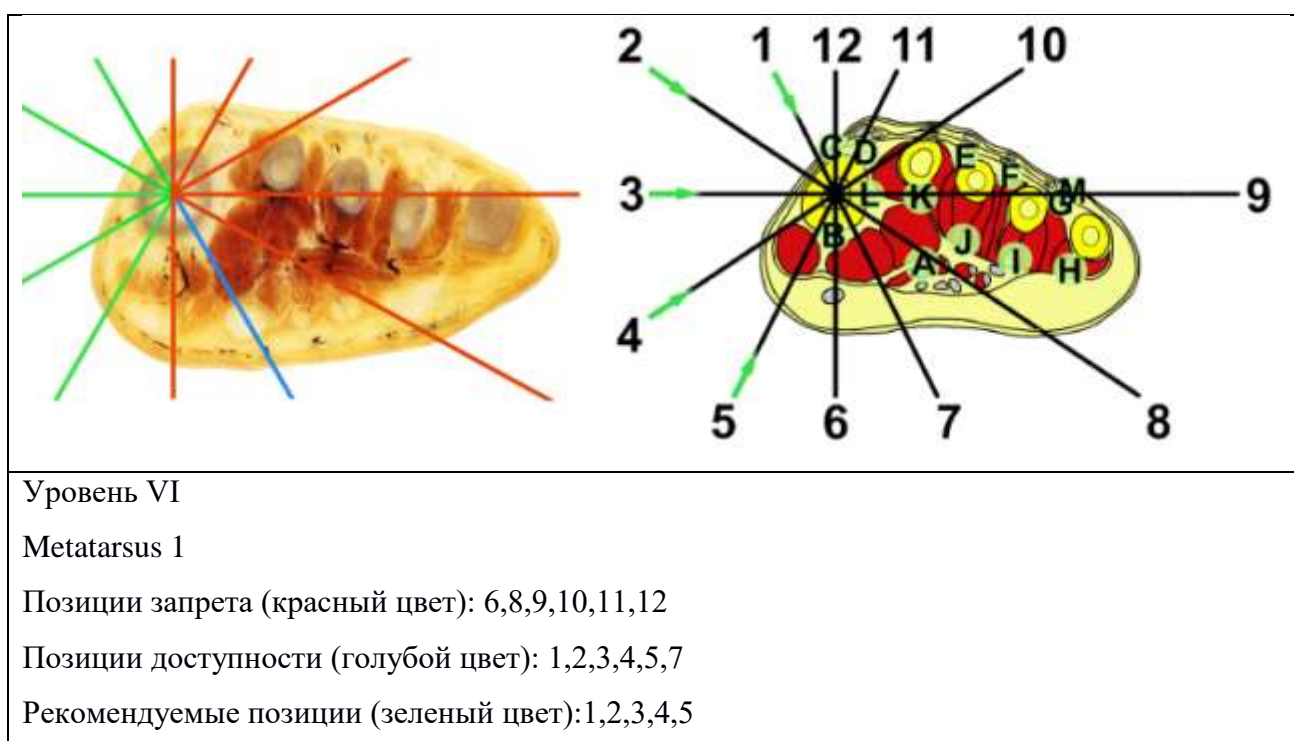 2 1 12 11 10
C D E
F
3 L K M 9
G
B
J
A I H
4
5 6 7 8
Уровень VI
Metatarsus 1
Позиции запрета (красный цвет): 6,8,9,10,11,12
Позиции доступности (голубой цвет): 1,2,3,4,5,7
Рекомендуемые позиции (зеленый цвет):1,2,3,4,5